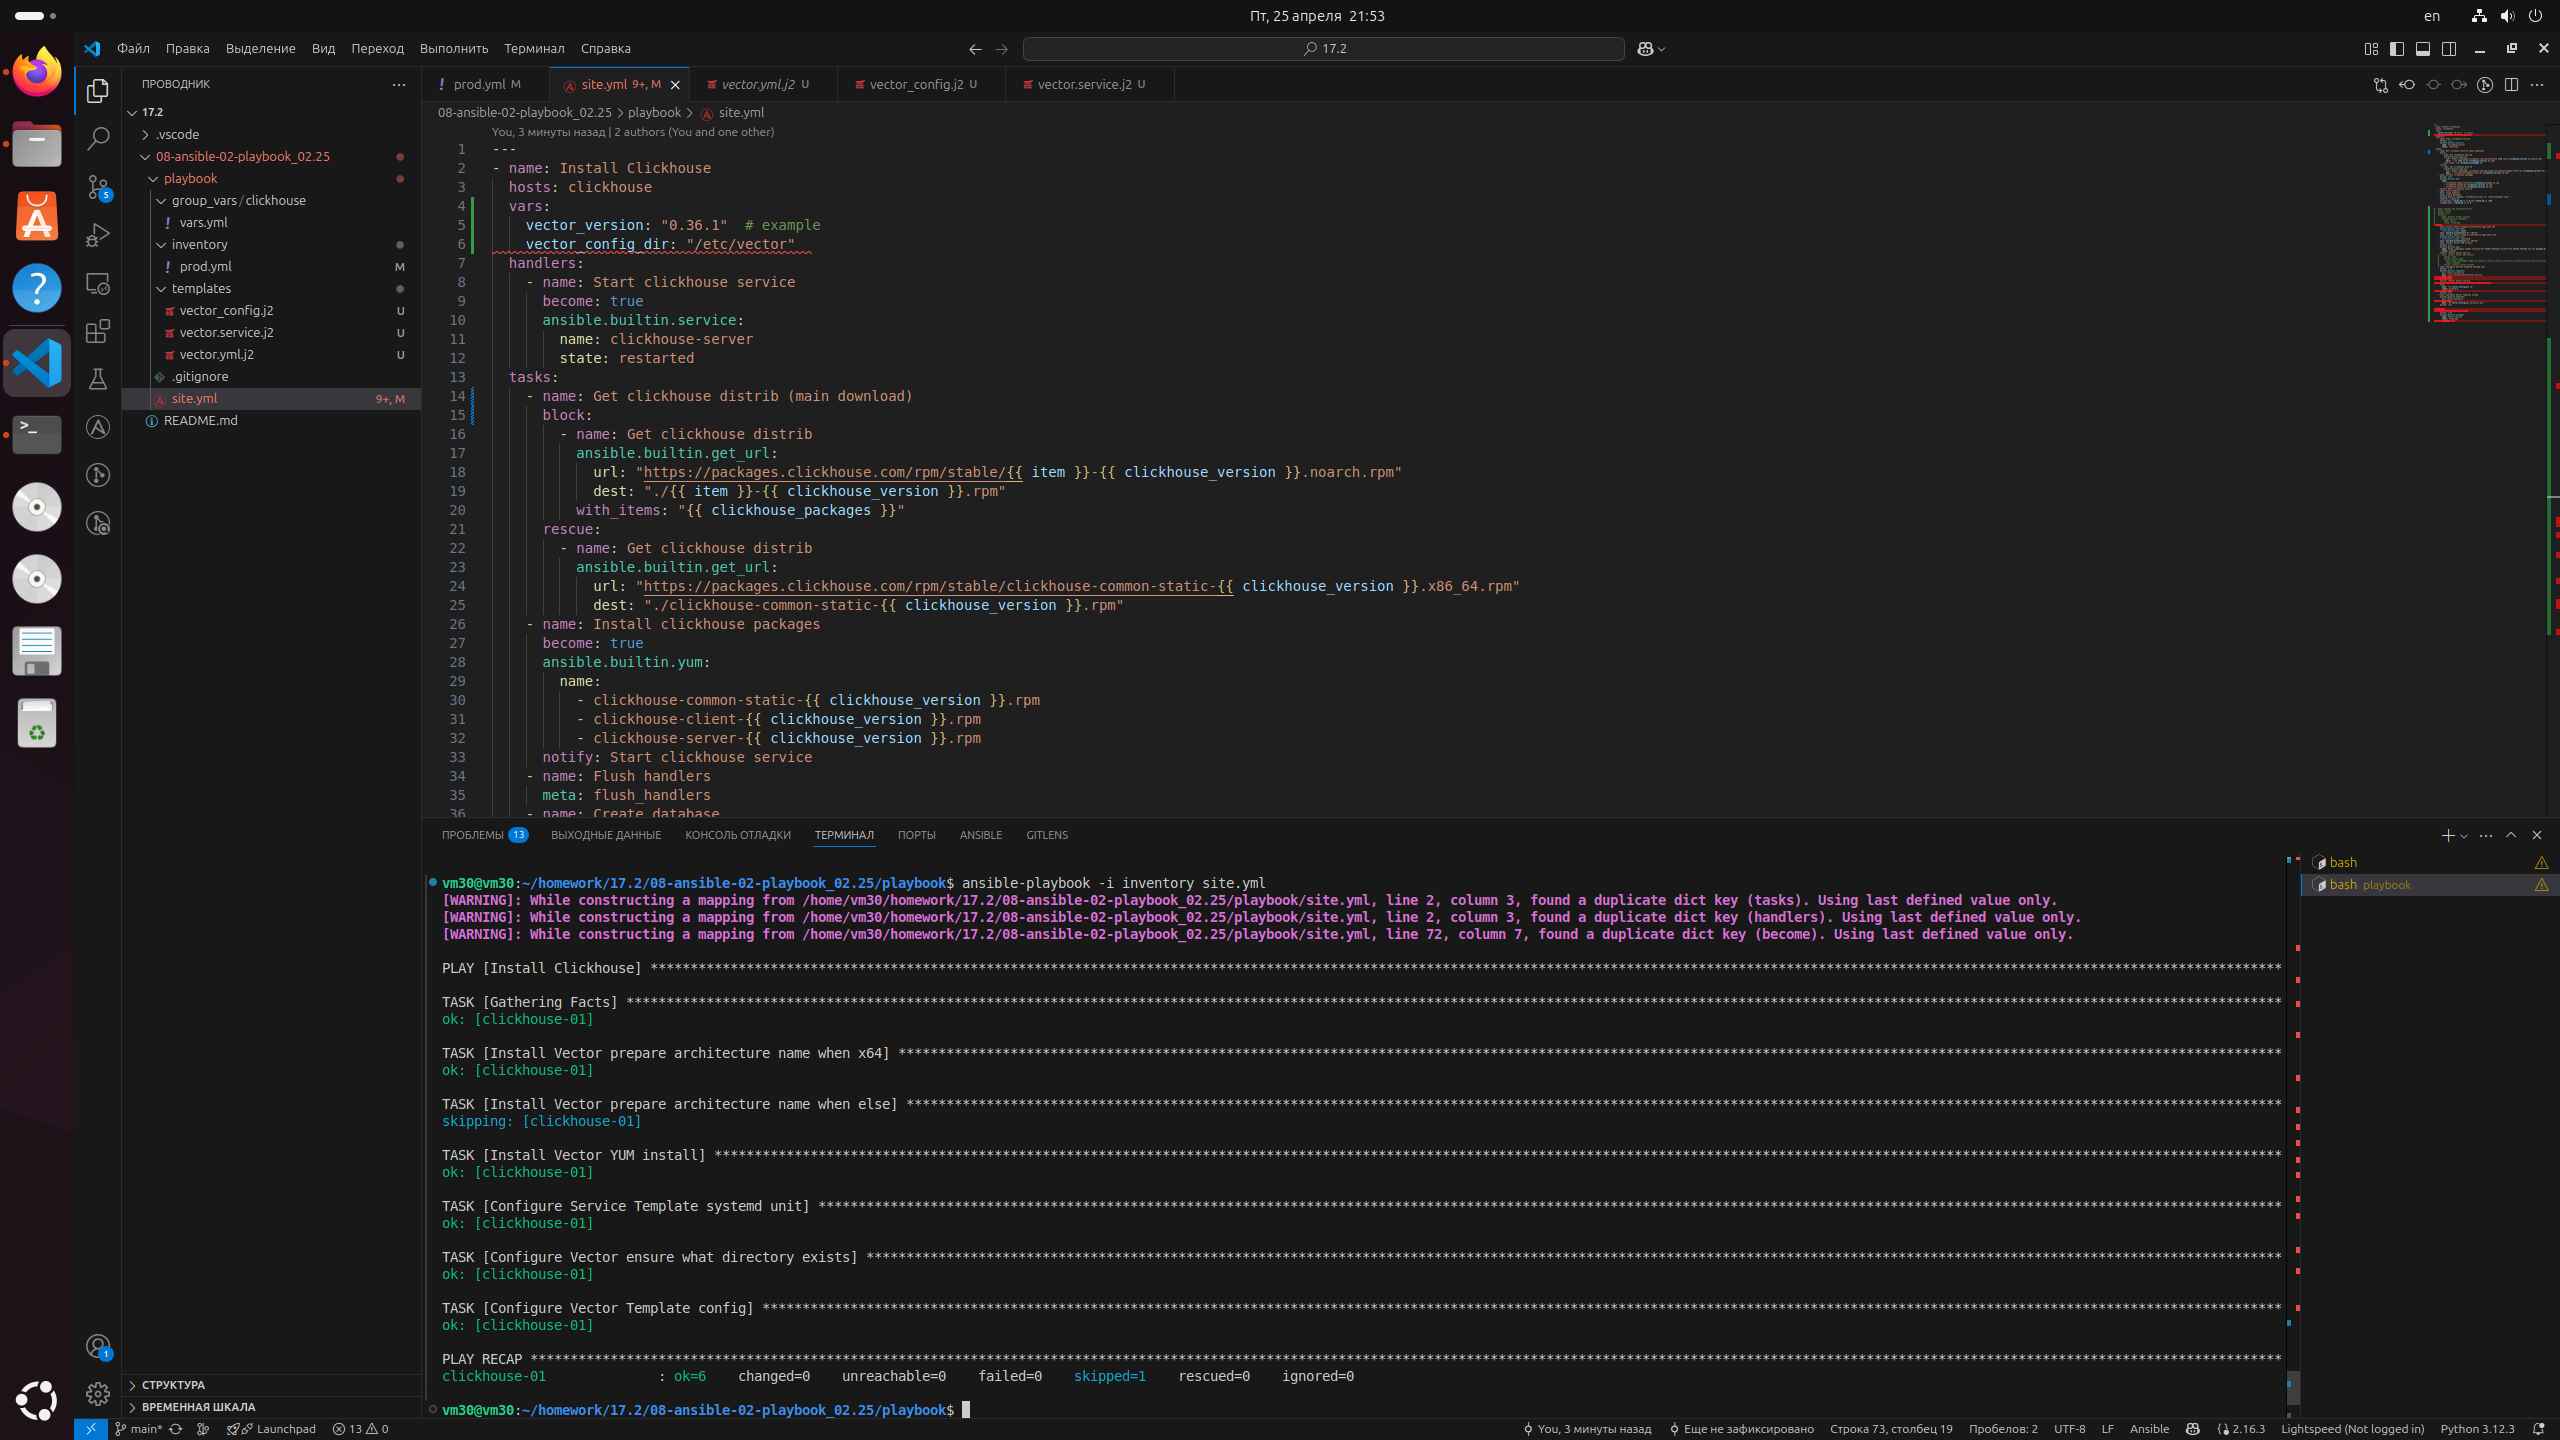 Пт, 25 апреля 21:53
en
Файл Правка Выделение Вид Переход Выполнить Терминал Справка
17.2
ПРОВОДНИК
17.2
.vscode
08-ansible-02-playbook_02.25
playbook
group_vars / clickhouse
vars.yml
inventory
prod.yml M
templates
vector_config.j2 U
vector.service.j2 U
vector.yml.j2 U
.gitignore
site.yml 9+, M
README.md
СТРУКТУРА
ВРЕМЕННАЯ ШКАЛА
5
1
prod.yml M
site.yml 9+, M
vector.yml.j2 U
vector_config.j2 U
vector.service.j2 U
08-ansible-02-playbook_02.25 > playbook > site.yml
You, 3 минуты назад | 2 authors (You and one other)
1 ---
2 - name: Install Clickhouse
3 hosts: clickhouse
4 vars:
5 vector_version: "0.36.1" # example
6 vector_config_dir: "/etc/vector"
7 handlers:
8 - name: Start clickhouse service
9 become: true
10 ansible.builtin.service:
11 name: clickhouse-server
12 state: restarted
13 tasks:
14 - name: Get clickhouse distrib (main download)
15 block:
16 - name: Get clickhouse distrib
17 ansible.builtin.get_url:
18 url: "https://packages.clickhouse.com/rpm/stable/{{ item }}-{{ clickhouse_version }}.noarch.rpm"
19 dest: "./{{ item }}-{{ clickhouse_version }}.rpm"
20 with_items: "{{ clickhouse_packages }}"
21 rescue:
22 - name: Get clickhouse distrib
23 ansible.builtin.get_url:
24 url: "https://packages.clickhouse.com/rpm/stable/clickhouse-common-static-{{ clickhouse_version }}.x86_64.rpm"
25 dest: "./clickhouse-common-static-{{ clickhouse_version }}.rpm"
26 - name: Install clickhouse packages
27 become: true
28 ansible.builtin.yum:
29 name:
30 - clickhouse-common-static-{{ clickhouse_version }}.rpm
31 - clickhouse-client-{{ clickhouse_version }}.rpm
32 - clickhouse-server-{{ clickhouse_version }}.rpm
33 notify: Start clickhouse service
34 - name: Flush handlers
35 meta: flush_handlers
36 - name: Create database
ПРОБЛЕМЫ 13 ВЫХОДНЫЕ ДАННЫЕ КОНСОЛЬ ОТЛАДКИ ТЕРМИНАЛ ПОРТЫ ANSIBLE GITLENS
bash
bash playbook
vm30@vm30:~/homework/17.2/08-ansible-02-playbook_02.25/playbook$ ansible-playbook -i inventory site.yml
[WARNING]: While constructing a mapping from /home/vm30/homework/17.2/08-ansible-02-playbook_02.25/playbook/site.yml, line 2, column 3, found a duplicate dict key (tasks). Using last defined value only.
[WARNING]: While constructing a mapping from /home/vm30/homework/17.2/08-ansible-02-playbook_02.25/playbook/site.yml, line 2, column 3, found a duplicate dict key (handlers). Using last defined value only.
[WARNING]: While constructing a mapping from /home/vm30/homework/17.2/08-ansible-02-playbook_02.25/playbook/site.yml, line 72, column 7, found a duplicate dict key (become). Using last defined value only.
PLAY [Install Clickhouse] ***
TASK [Gathering Facts] ***
ok: [clickhouse-01]
TASK [Install Vector prepare architecture name when x64] ***
ok: [clickhouse-01]
TASK [Install Vector prepare architecture name when else] ***
skipping: [clickhouse-01]
TASK [Install Vector YUM install] ***
ok: [clickhouse-01]
TASK [Configure Service Template systemd unit] ***
ok: [clickhouse-01]
TASK [Configure Vector ensure what directory exists] ***
ok: [clickhouse-01]
TASK [Configure Vector Template config] ***
ok: [clickhouse-01]
PLAY RECAP ***
clickhouse-01 : ok=6 changed=0 unreachable=0 failed=0 skipped=1 rescued=0 ignored=0
vm30@vm30:~/homework/17.2/08-ansible-02-playbook_02.25/playbook$
main* Launchpad 13 0 You, 3 минуты назад Еще не зафиксировано Строка 73, столбец 19 Пробелов: 2 UTF-8 LF Ansible 2.16.3 Lightspeed (Not logged in) Python 3.12.3